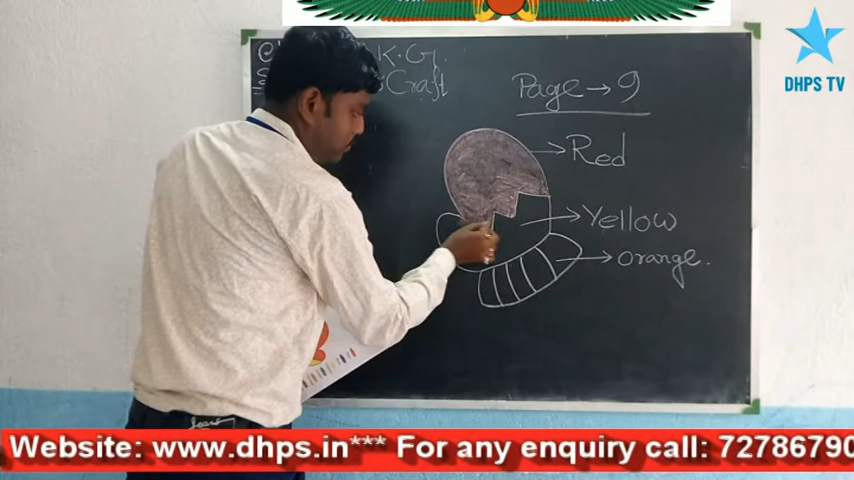 K.G
Craft
Page → 9
DHPS TV
Red
Yellow
orange.
Website: www.dhps.in*** For any enquiry call: 72786790